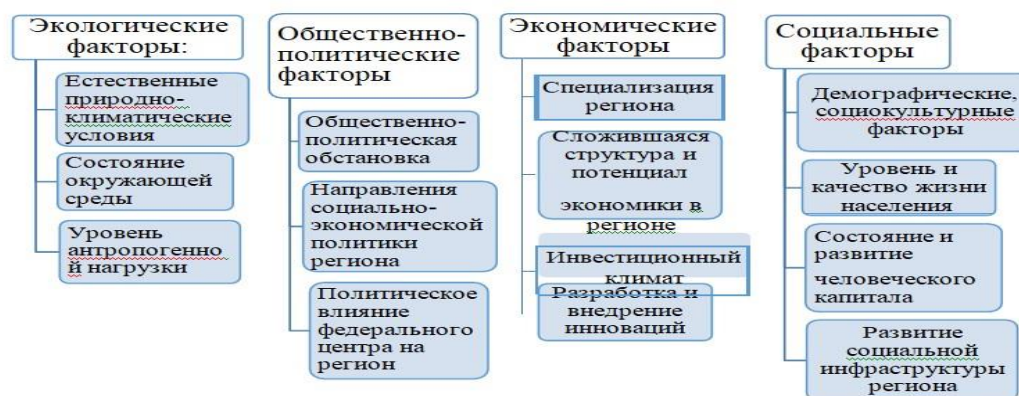 Экологические
факторы:
Естественные
природно-
климатические
условия
Состояние
окружающей
среды
Уровень
антропогенно
й нагрузки
Общественно-
политические
факторы
Общественно-
политическая
обстановка
Направления
социально-
экономической
политики
региона
Политическое
влияние
федерального
центра на
регион
Экономические
факторы
Специализация
региона
Сложившаяся
структура и
потенциал
экономики в
регионе
Инвестиционный
климат
Разработка и
внедрение
инноваций
Социальные
факторы
Демографические,
социокультурные
факторы
Уровень и
качество жизни
населения
Состояние и
развитие
человеческого
капитала
Развитие
социальной
инфраструктуры
региона